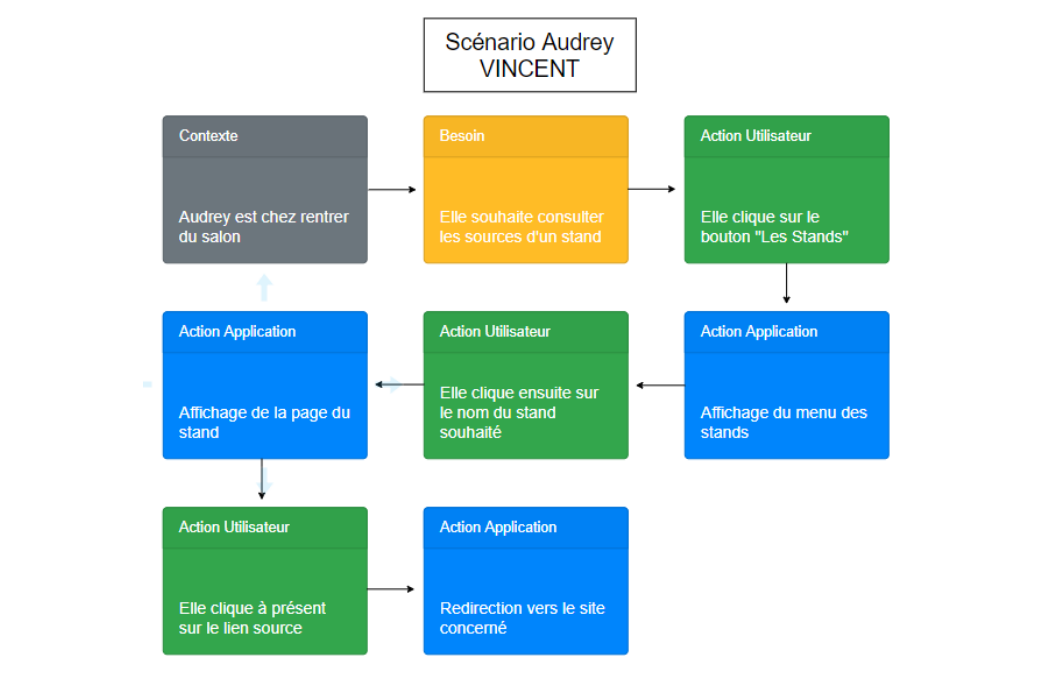 Scénario Audrey
VINCENT
Contexte
Audrey est chez rentrer
du salon
Besoin
Elle souhaite consulter
les sources d'un stand
Action Utilisateur
Elle clique sur le
bouton "Les Stands"
Action Application
Affichage du menu des
stands
Action Utilisateur
Elle clique ensuite sur
le nom du stand
souhaité
Action Application
Affichage de la page du
stand
Action Utilisateur
Elle clique à présent
sur le lien source
Action Application
Redirection vers le site
concerné